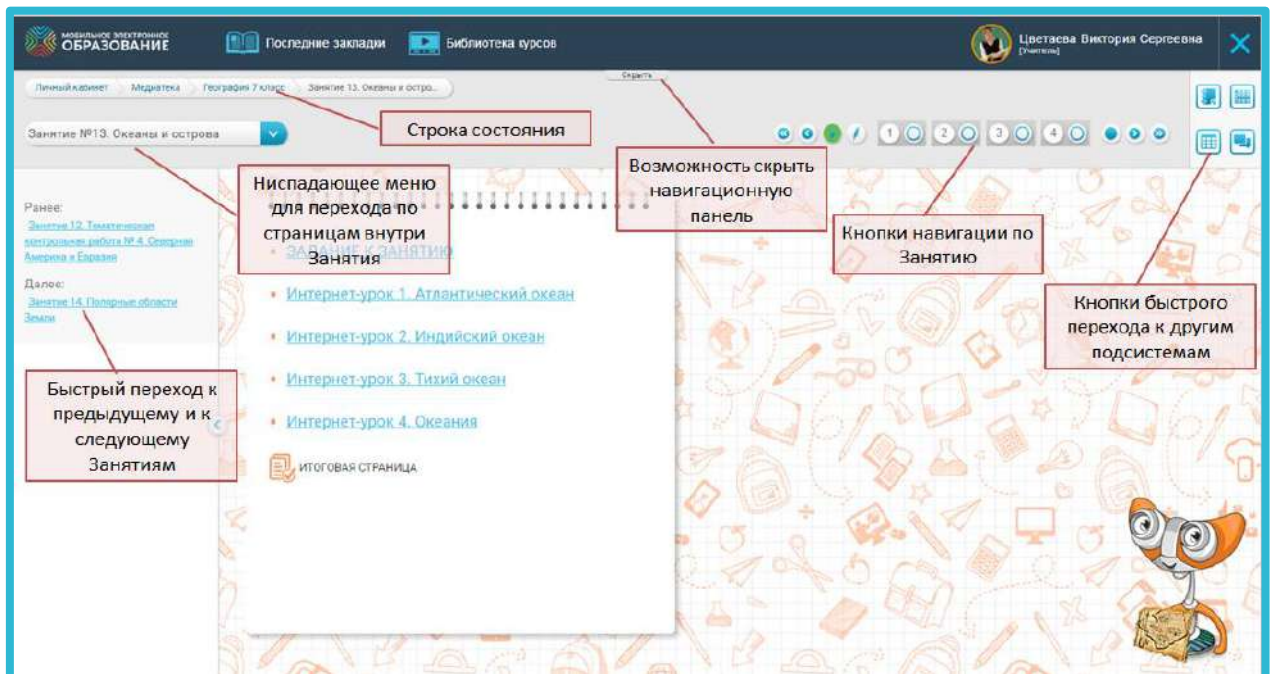 МОБИЛЬНОЕ ЭЛЕКТРОННОЕ
ОБРАЗОВАНИЕ
Последние закладки
Библиотека курсов
Цветаева Виктория Сергеевна
[Учитель]
Скрыть
Личный кабинет
Медиатека
География 7 класс
Занятие 13. Океаны и остро...
Занятие №13. Океаны и острова
1
2
3
4
Строка состояния
Возможность скрыть
навигационную
панель
Ниспадающее меню
для перехода по
страницам внутри
Занятия
Кнопки навигации по
Занятию
Кнопки быстрого
перехода к другим
подсистемам
Ранее:
Занятие 12. Тематическая
контрольная работа № 4. Северная
Америка и Евразия
Далее:
Занятие 14. Полярные области
Земли
Быстрый переход к
предыдущему и к
следующему
Занятиям
ЗАДАНИЕ К ЗАНЯТИЮ
Интернет-урок 1. Атлантический океан
Интернет-урок 2. Индийский океан
Интернет-урок 3. Тихий океан
Интернет-урок 4. Океания
ИТОГОВАЯ СТРАНИЦА